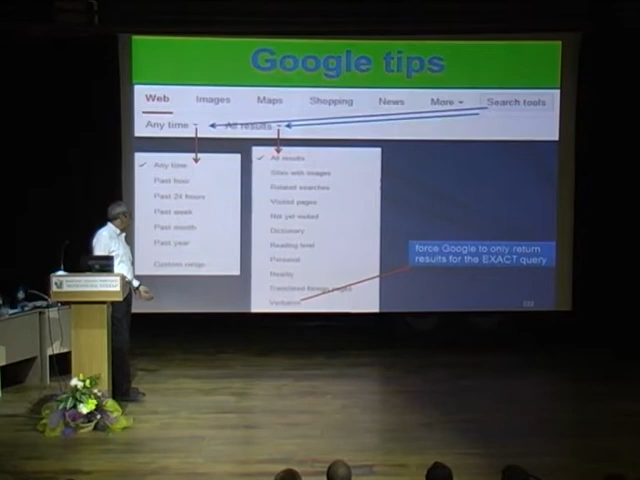 Google tips
Web Images Maps Shopping News More Search tools
Any time All results
Any time
Past hour
Past 24 hours
Past week
Past month
Past year
Custom range...
All results
Sites with images
Related searches
Visited pages
Not yet visited
Dictionary
Reading level
Personal
Nearby
Translated foreign pages
Verbatim
force Google to only return
results for the EXACT query